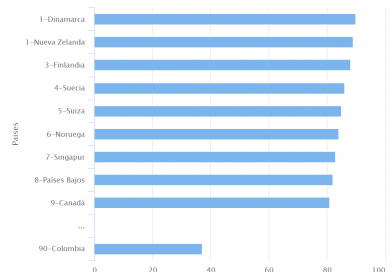 1-Dinamarca
1-Nueva Zelanda
3-Finlandia
4-Suecia
5-Suiza
6-Noruega
7-Singapur
8-Países Bajos
9-Canadá
...
90-Colombia
Países
0 20 40 60 80 100